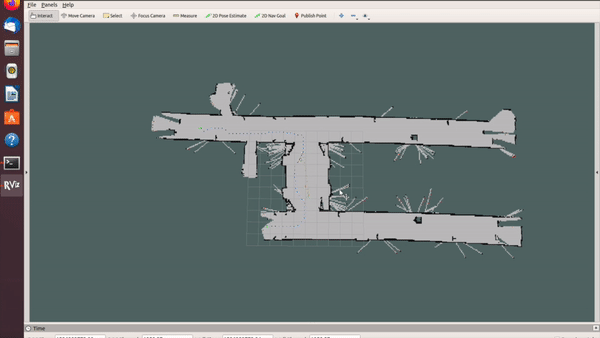 File Panels Help
Interact Move Camera Select Focus Camera Measure 2D Pose Estimate 2D Nav Goal Publish Point
RViz
Time